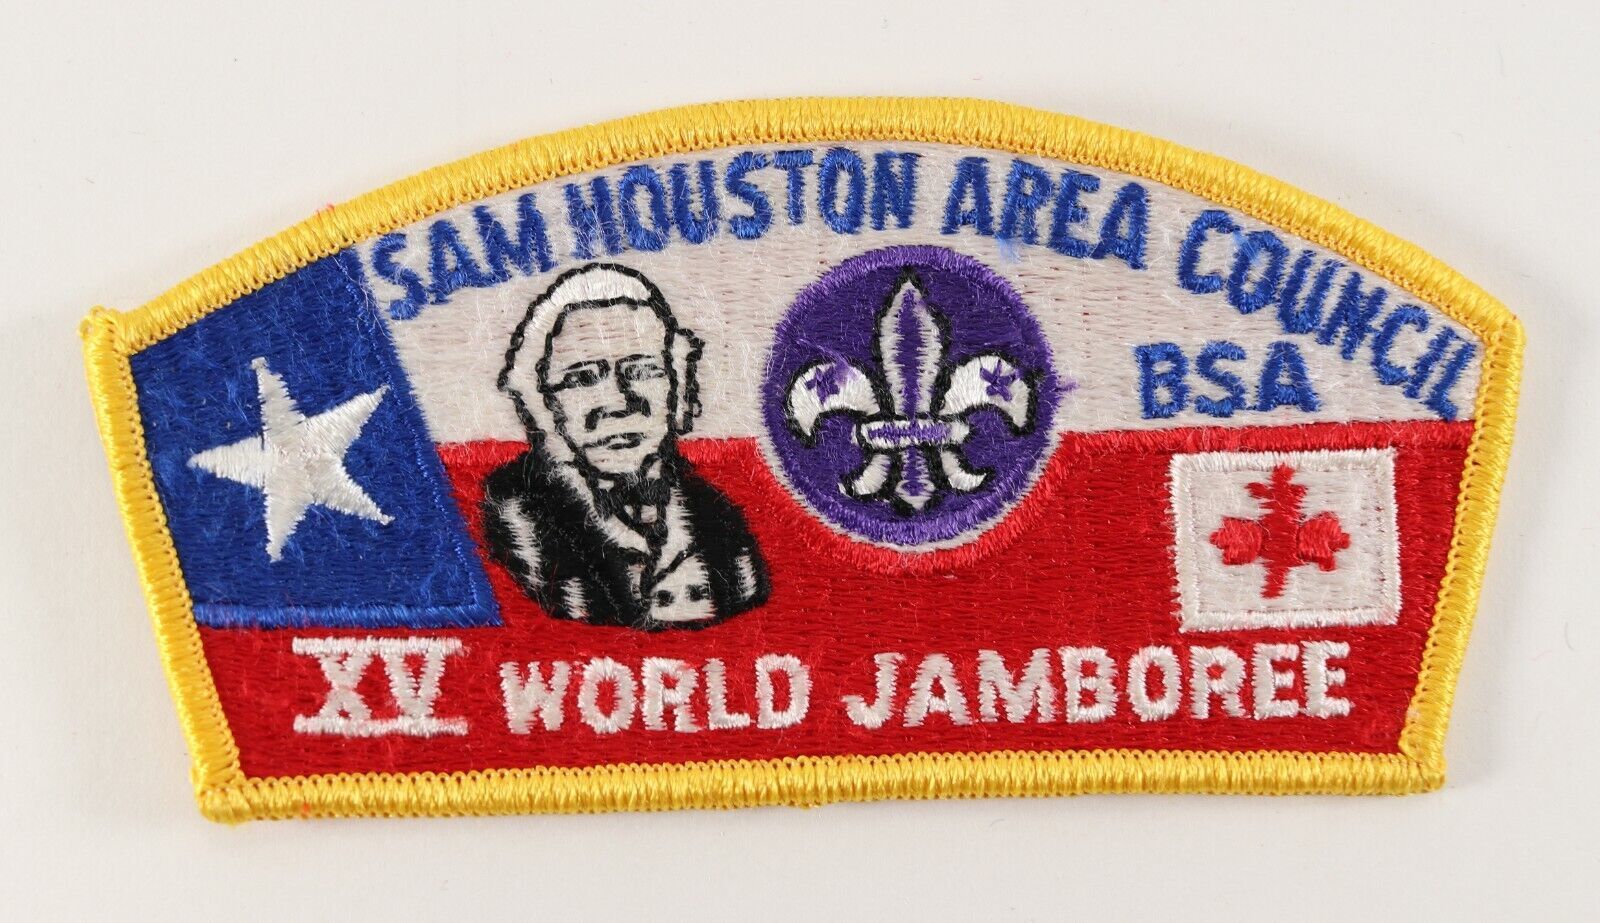 SAM HOUSTON AREA COUNCIL
BSA
XV WORLD JAMBOREE